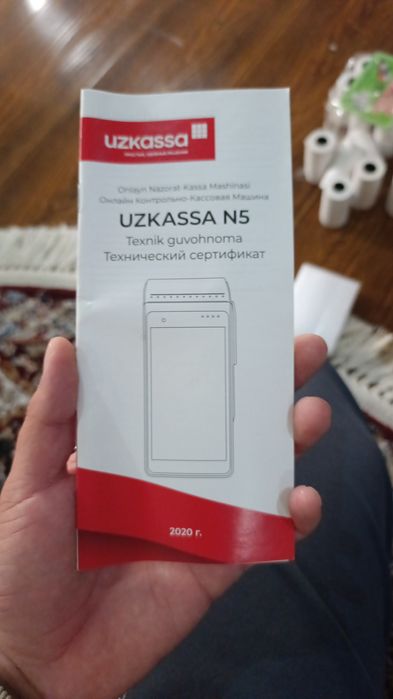 uzkassa
Onlayn Nazorat-Kassa Mashinasi
Онлайн Контрольно-Кассовая Машина
UZKASSA N5
Texnik guvohnoma
Технический сертификат
2020 г.